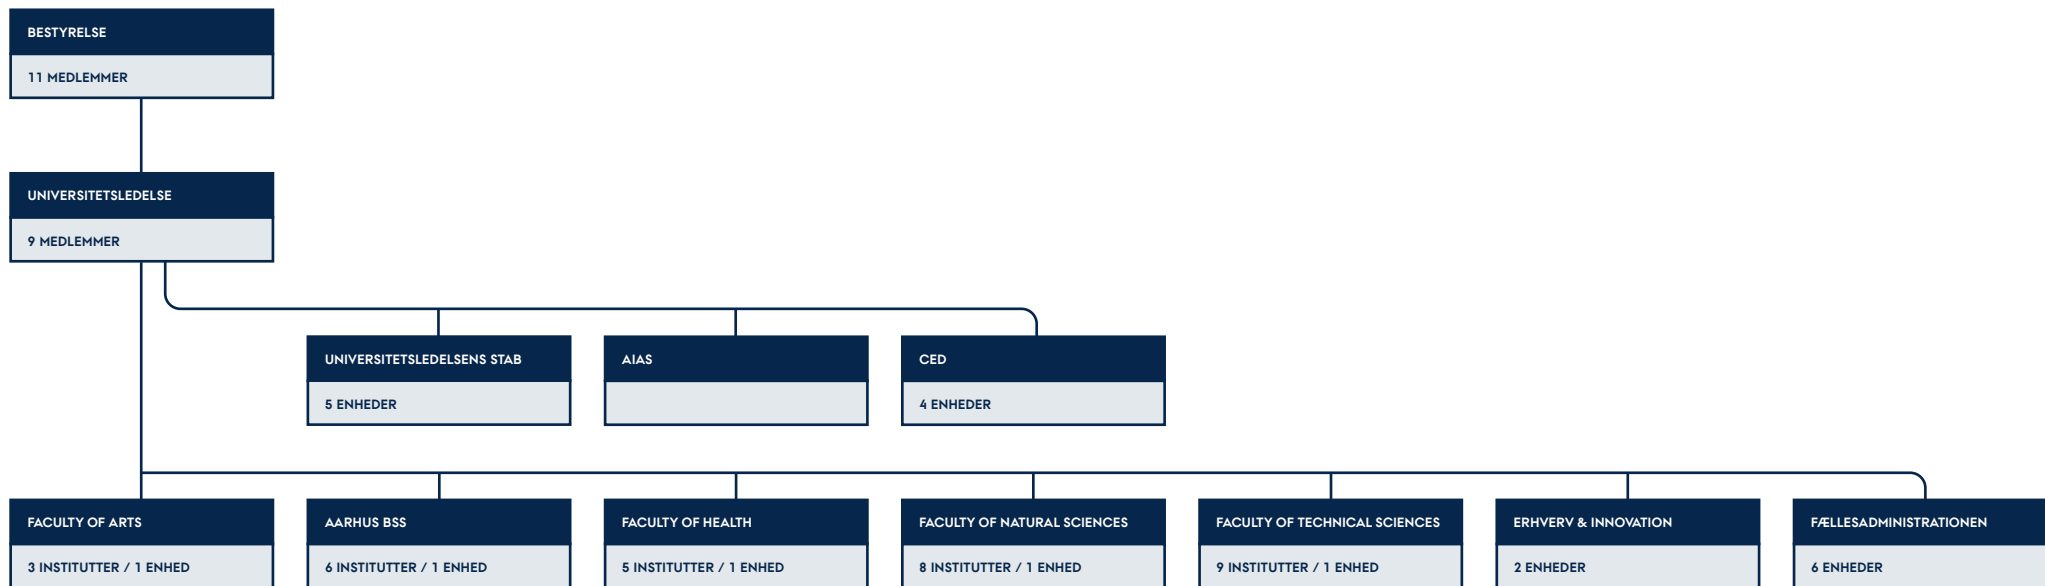 BESTYRELSE
11 MEDLEMMER
UNIVERSITETSLEDELSE
9 MEDLEMMER
UNIVERSITETSLEDELSENS STAB
5 ENHEDER
AIAS
CED
4 ENHEDER
FACULTY OF ARTS
3 INSTITUTTER / 1 ENHED
AARHUS BSS
6 INSTITUTTER / 1 ENHED
FACULTY OF HEALTH
5 INSTITUTTER / 1 ENHED
FACULTY OF NATURAL SCIENCES
8 INSTITUTTER / 1 ENHED
FACULTY OF TECHNICAL SCIENCES
9 INSTITUTTER / 1 ENHED
ERHVERV & INNOVATION
2 ENHEDER
FÆLLESADMINISTRATIONEN
6 ENHEDER